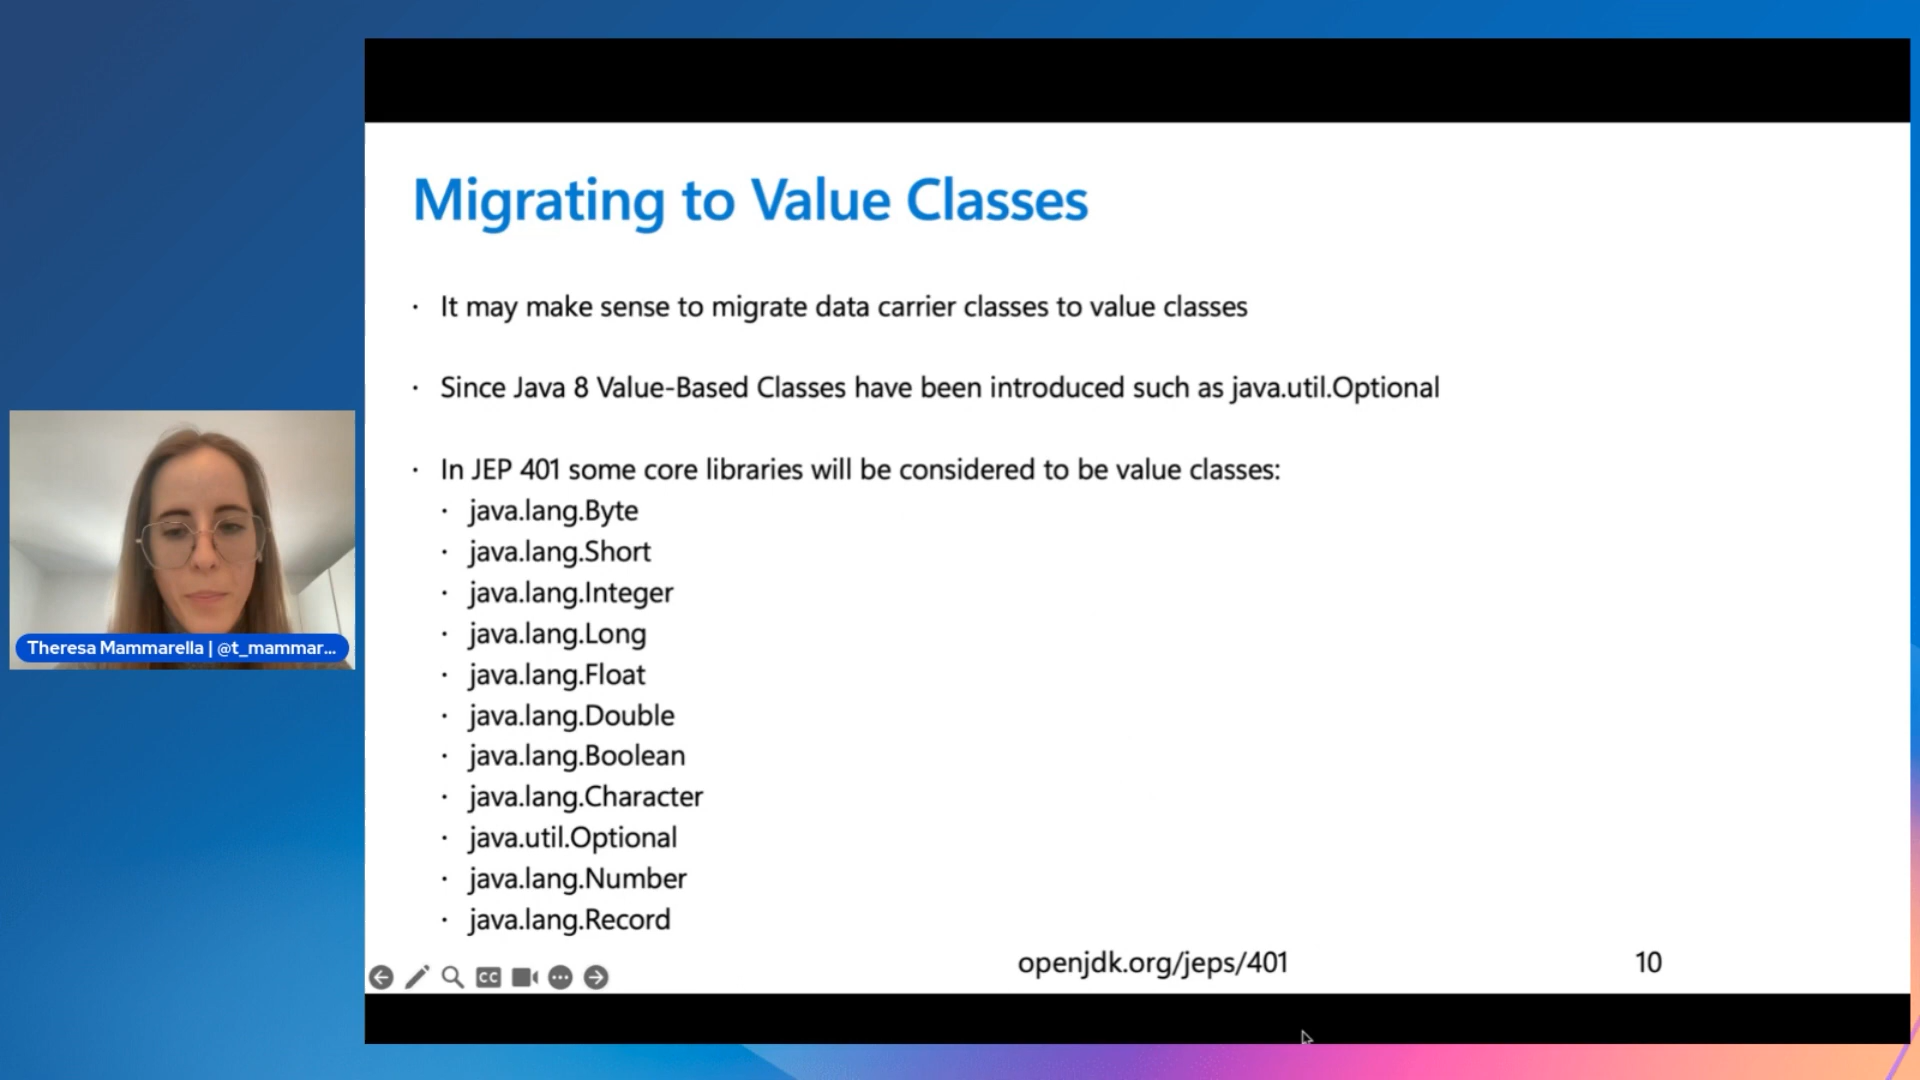 Migrating to Value Classes
· It may make sense to migrate data carrier classes to value classes
· Since Java 8 Value-Based Classes have been introduced such as java.util.Optional
· In JEP 401 some core libraries will be considered to be value classes:
· java.lang.Byte
· java.lang.Short
· java.lang.Integer
· java.lang.Long
· java.lang.Float
· java.lang.Double
· java.lang.Boolean
· java.lang.Character
· java.util.Optional
· java.lang.Number
· java.lang.Record
openjdk.org/jeps/401
10
CC
Theresa Mammarella | @t_mammar...